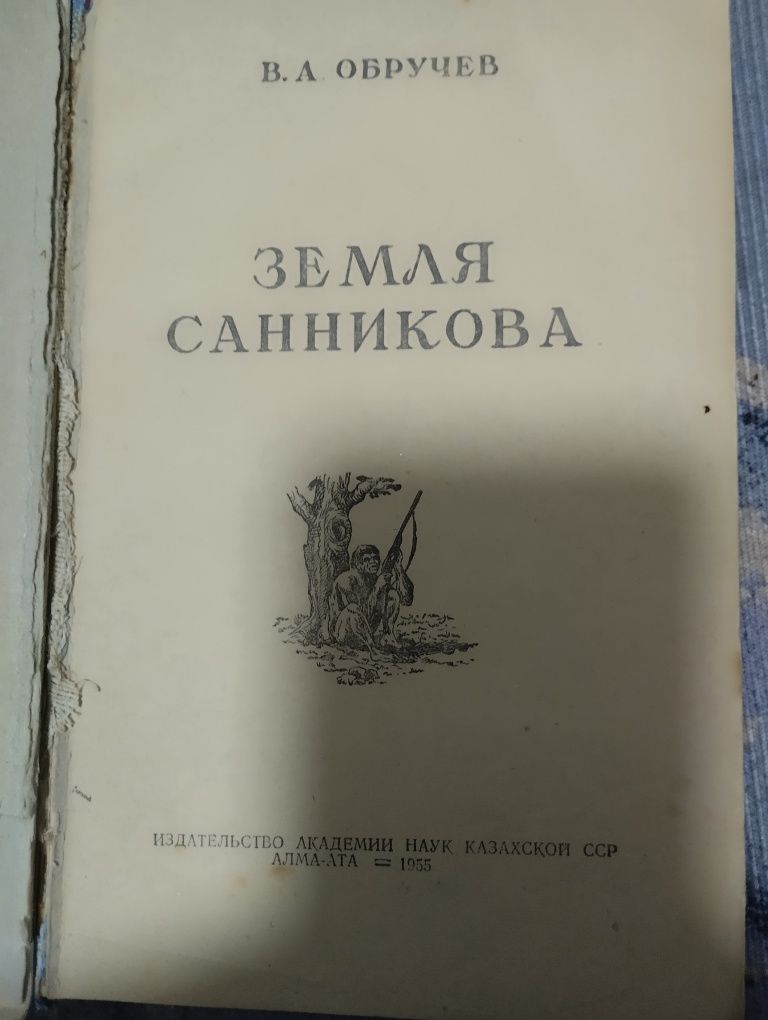 В. А. ОБРУЧЕВ
ЗЕМЛЯ
САННИКОВА
ИЗДАТЕЛЬСТВО АКАДЕМИИ НАУК КАЗАХСКОЙ ССР
АЛМА-АТА = 1955